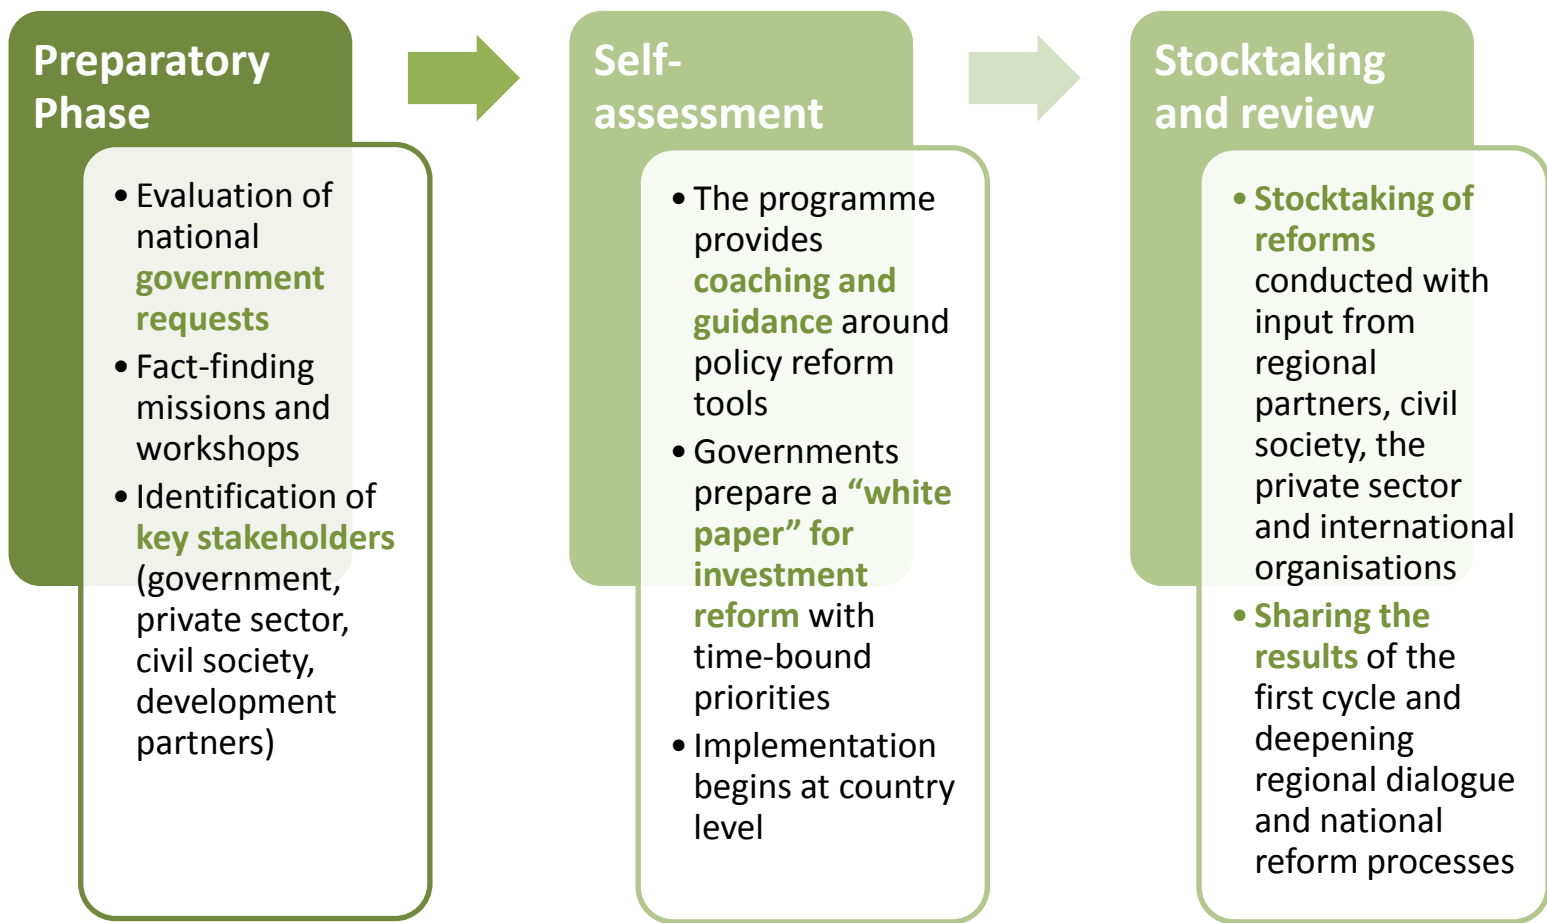 Preparatory
Phase
• Evaluation of
national
government
requests
• Fact-finding
missions and
workshops
• Identification of
key stakeholders
(government,
private sector,
civil society,
development
partners)
Self-
assessment
• The programme
provides
coaching and
guidance around
policy reform
tools
• Governments
prepare a “white
paper” for
investment
reform with
time-bound
priorities
• Implementation
begins at country
level
Stocktaking
and review
• Stocktaking of
reforms
conducted with
input from
regional
partners, civil
society, the
private sector
and international
organisations
• Sharing the
results of the
first cycle and
deepening
regional dialogue
and national
reform processes